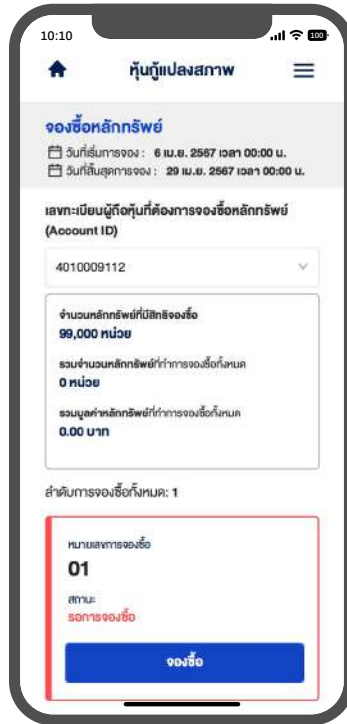 10:10
100
หุ้นกู้แปลงสภาพ
จองซื้อหลักทรัพย์
วันที่เริ่มการจอง : 6 เม.ย. 2567 เวลา 00:00 น.
วันที่สิ้นสุดการจอง : 29 เม.ย. 2567 เวลา 00:00 น.
เลขทะเบียนผู้ถือหุ้นที่ต้องการจองซื้อหลักทรัพย์
(Account ID)
4010009112
จำนวนหลักทรัพย์ที่มีสิทธิจองซื้อ
99,000 หน่วย
รวมจำนวนหลักทรัพย์ที่ทำการจองซื้อทั้งหมด
0 หน่วย
รวมมูลค่าหลักทรัพย์ที่ทำการจองซื้อทั้งหมด
0.00 บาท
ลำดับการจองซื้อทั้งหมด: 1
หมายเลขการจองซื้อ
01
สถานะ
รอการจองซื้อ
จองซื้อ